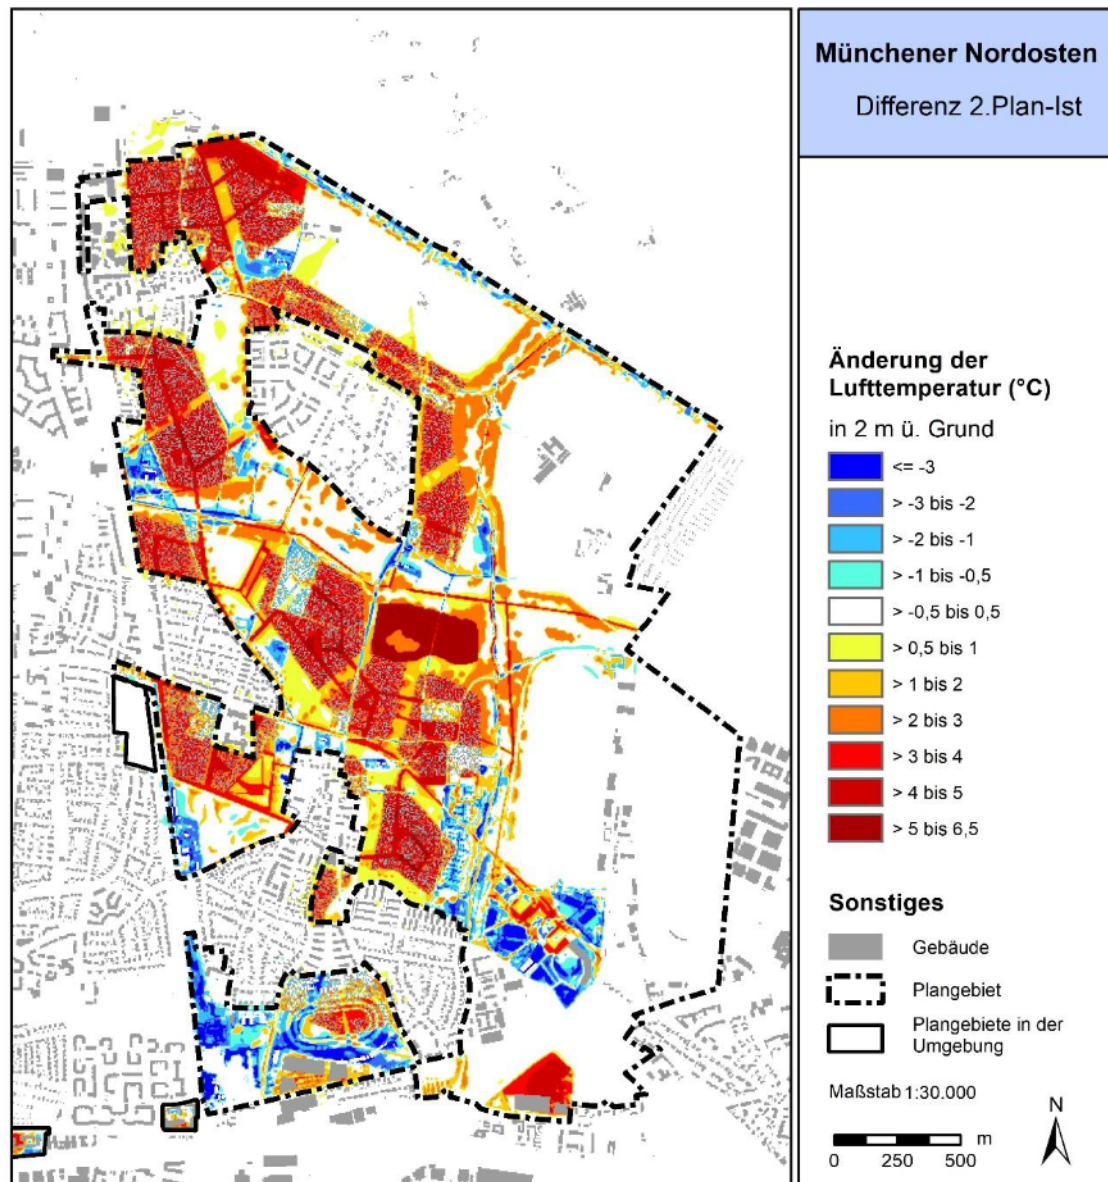 Münchener Nordosten
Differenz 2.Plan-Ist
Änderung der
Lufttemperatur (°C)
in 2 m ü. Grund
<= -3
> -3 bis -2
> -2 bis -1
> -1 bis -0,5
> -0,5 bis 0,5
> 0,5 bis 1
> 1 bis 2
> 2 bis 3
> 3 bis 4
> 4 bis 5
> 5 bis 6,5
Sonstiges
Gebäude
Plangebiet
Plangebiete in der
Umgebung
Maßstab 1:30.000
N
m
0 250 500